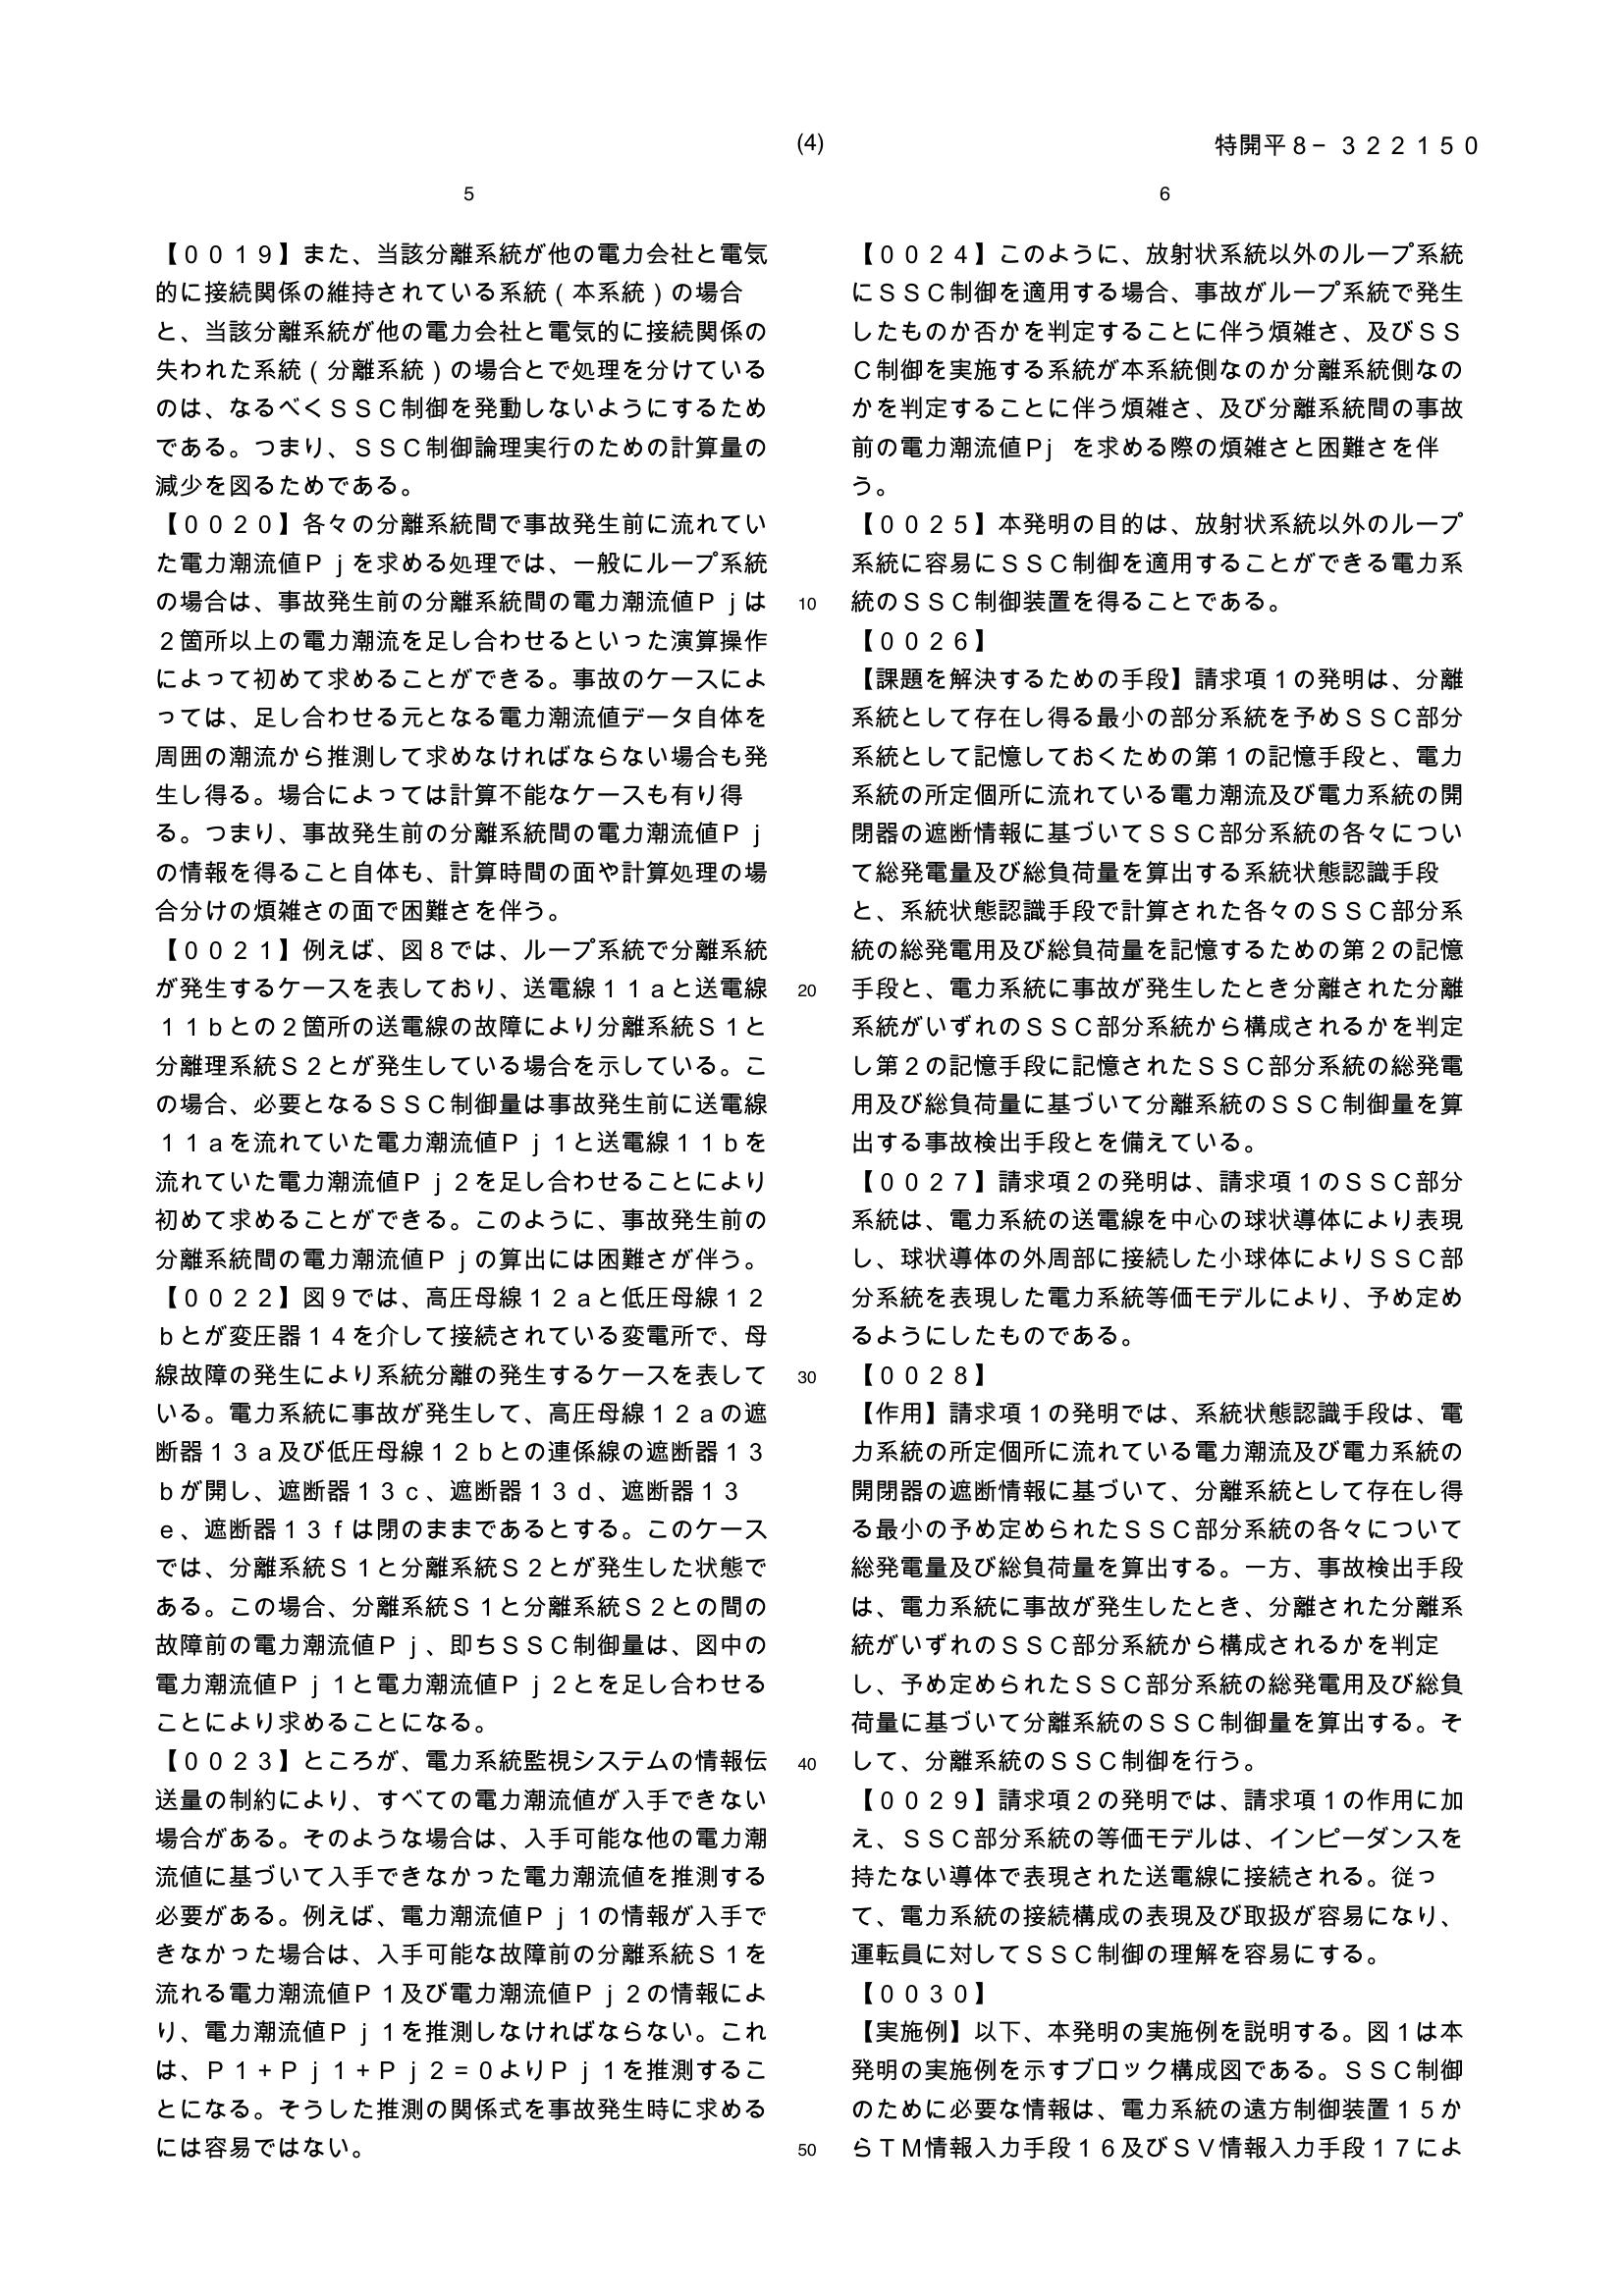 (4)
特開平８−３２２１５０
5
【００１９】また、当該分離系統が他の電力会社と電気
的に接続関係の維持されている系統(本系統)の場合
と、当該分離系統が他の電力会社と電気的に接続関係の
失われた系統(分離系統)の場合とで処理を分けている
のは、なるべくＳＳＣ制御を発動しないようにするため
である。つまり、ＳＳＣ制御論理実行のための計算量の
減少を図るためである。
【００２０】各々の分離系統間で事故発生前に流れてい
た電力潮流値Ｐｊを求める処理では、一般にループ系統
の場合は、事故発生前の分離系統間の電力潮流値Ｐｊは
２箇所以上の電力潮流を足し合わせるといった演算操作
によって初めて求めることができる。事故のケースによ
っては、足し合わせる元となる電力潮流値データ自体を
周囲の潮流から推測して求めなければならない場合も発
生し得る。場合によっては計算不能なケースも有り得
る。つまり、事故発生前の分離系統間の電力潮流値Ｐｊ
の情報を得ること自体も、計算時間の面や計算処理の場
合分けの煩雑さの面で困難さを伴う。
【００２１】例えば、図８では、ループ系統で分離系統
が発生するケースを表しており、送電線１１ａと送電線
１１ｂとの２箇所の送電線の故障により分離系統Ｓ１と
分離理系統Ｓ２とが発生している場合を示している。こ
の場合、必要となるＳＳＣ制御量は事故発生前に送電線
１１ａを流れていた電力潮流値Ｐｊ１と送電線１１ｂを
流れていた電力潮流値Ｐｊ２を足し合わせることにより
初めて求めることができる。このように、事故発生前の
分離系統間の電力潮流値Ｐｊの算出には困難さが伴う。
【００２２】図９では、高圧母線１２ａと低圧母線１２
ｂとが変圧器１４を介して接続されている変電所で、母
線故障の発生により系統分離の発生するケースを表して
いる。電力系統に事故が発生して、高圧母線１２ａの遮
断器１３ａ及び低圧母線１２ｂとの連係線の遮断器１３
ｂが開し、遮断器１３ｃ、遮断器１３ｄ、遮断器１３
ｅ、遮断器１３ｆは閉のままであるとする。このケース
では、分離系統Ｓ１と分離系統Ｓ２とが発生した状態で
ある。この場合、分離系統Ｓ１と分離系統Ｓ２との間の
故障前の電力潮流値Ｐｊ、即ちＳＳＣ制御量は、図中の
電力潮流値Ｐｊ１と電力潮流値Ｐｊ２とを足し合わせる
ことにより求めることになる。
【００２３】ところが、電力系統監視システムの情報伝
送量の制約により、すべての電力潮流値が入手できない
場合がある。そのような場合は、入手可能な他の電力潮
流値に基づいて入手できなかった電力潮流値を推測する
必要がある。例えば、電力潮流値Ｐｊ１の情報が入手で
きなかった場合は、入手可能な故障前の分離系統Ｓ１を
流れる電力潮流値Ｐ１及び電力潮流値Ｐｊ２の情報によ
り、電力潮流値Ｐｊ１を推測しなければならない。これ
は、Ｐ１＋Ｐｊ１＋Ｐｊ２＝０よりＰｊ１を推測するこ
とになる。そうした推測の関係式を事故発生時に求める
には容易ではない。
10
20
30
40
50
6
【００２４】このように、放射状系統以外のループ系統
にＳＳＣ制御を適用する場合、事故がループ系統で発生
したものか否かを判定することに伴う煩雑さ、及びＳＳ
Ｃ制御を実施する系統が本系統側なのか分離系統側なの
かを判定することに伴う煩雑さ、及び分離系統間の事故
前の電力潮流値Pj を求める際の煩雑さと困難さを伴
う。
【００２５】本発明の目的は、放射状系統以外のループ
系統に容易にＳＳＣ制御を適用することができる電力系
統のＳＳＣ制御装置を得ることである。
【００２６】
【課題を解決するための手段】請求項１の発明は、分離
系統として存在し得る最小の部分系統を予めＳＳＣ部分
系統として記憶しておくための第１の記憶手段と、電力
系統の所定個所に流れている電力潮流及び電力系統の開
閉器の遮断情報に基づいてＳＳＣ部分系統の各々につい
て総発電量及び総負荷量を算出する系統状態認識手段
と、系統状態認識手段で計算された各々のＳＳＣ部分系
統の総発電用及び総負荷量を記憶するための第２の記憶
手段と、電力系統に事故が発生したとき分離された分離
系統がいずれのＳＳＣ部分系統から構成されるかを判定
し第２の記憶手段に記憶されたＳＳＣ部分系統の総発電
用及び総負荷量に基づいて分離系統のＳＳＣ制御量を算
出する事故検出手段とを備えている。
【００２７】請求項２の発明は、請求項１のＳＳＣ部分
系統は、電力系統の送電線を中心の球状導体により表現
し、球状導体の外周部に接続した小球体によりＳＳＣ部
分系統を表現した電力系統等価モデルにより、予め定め
るようにしたものである。
【００２８】
【作用】請求項１の発明では、系統状態認識手段は、電
力系統の所定個所に流れている電力潮流及び電力系統の
開閉器の遮断情報に基づいて、分離系統として存在し得
る最小の予め定められたＳＳＣ部分系統の各々について
総発電量及び総負荷量を算出する。一方、事故検出手段
は、電力系統に事故が発生したとき、分離された分離系
統がいずれのＳＳＣ部分系統から構成されるかを判定
し、予め定められたＳＳＣ部分系統の総発電用及び総負
荷量に基づいて分離系統のＳＳＣ制御量を算出する。そ
して、分離系統のＳＳＣ制御を行う。
【００２９】請求項２の発明では、請求項１の作用に加
え、ＳＳＣ部分系統の等価モデルは、インピーダンスを
持たない導体で表現された送電線に接続される。従っ
て、電力系統の接続構成の表現及び取扱が容易になり、
運転員に対してＳＳＣ制御の理解を容易にする。
【００３０】
【実施例】以下、本発明の実施例を説明する。図１は本
発明の実施例を示すブロック構成図である。ＳＳＣ制御
のために必要な情報は、電力系統の遠方制御装置１５か
らＴＭ情報入力手段１６及びＳＶ情報入力手段１７によ